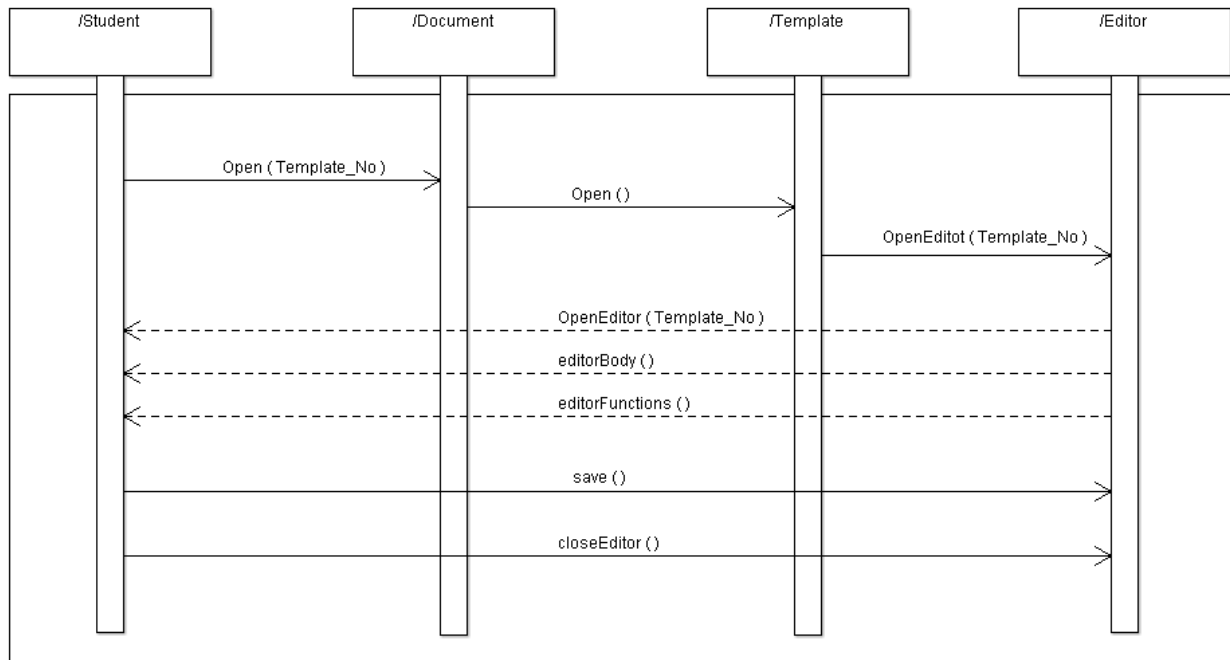 /Student
/Document
/Template
/Editor
Open ( Template_No )
Open ( )
OpenEditot ( Template_No )
OpenEditor ( Template_No )
editorBody ( )
editorFunctions ( )
save ( )
closeEditor ( )